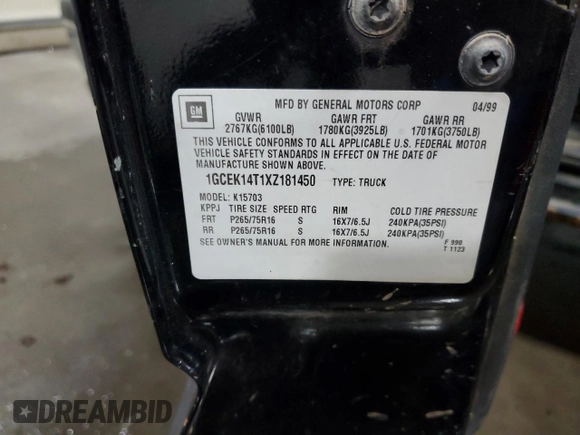 GM
MFD BY GENERAL MOTORS CORP 04/99
GVWR GAWR FRT GAWR RR
2767KG(6100LB) 1780KG(3925LB) 1701KG(3750LB)
THIS VEHICLE CONFORMS TO ALL APPLICABLE U.S. FEDERAL MOTOR
VEHICLE SAFETY STANDARDS IN EFFECT ON THE DATE OF
MANUFACTURE SHOWN ABOVE.
1GCEK14T1XZ181450 TYPE: TRUCK
MODEL: K15703
KPPJ TIRE SIZE SPEED RTG RIM COLD TIRE PRESSURE
FRT P265/75R16 S 16X7/6.5J 240KPA(35PSI)
RR P265/75R16 S 16X7/6.5J 240KPA(35PSI)
SEE OWNER'S MANUAL FOR MORE INFORMATION. F 990
T 1123
DREAMBID